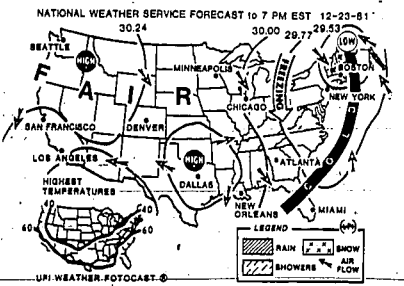 NATIONAL WEATHER SERVICE FORECAST to 7 PM EST 12-23-61
30.24
30.00
29.77
29.53
SEATTLE
LOW
HIGH
BOSTON
MINNEAPOLIS
FREEZING
NEW YORK
F A I R
CHICAGO
SAN FRANCISCO
DENVER
COLD
LOS ANGELES
HIGH
ATLANTA
DALLAS
HIGHEST
TEMPERATURES
NEW
ORLEANS
MIAMI
40
40
60
60
LEGEND
RAIN
SNOW
SHOWERS
AIR
FLOW
UPI WEATHER FOTOCAST ®